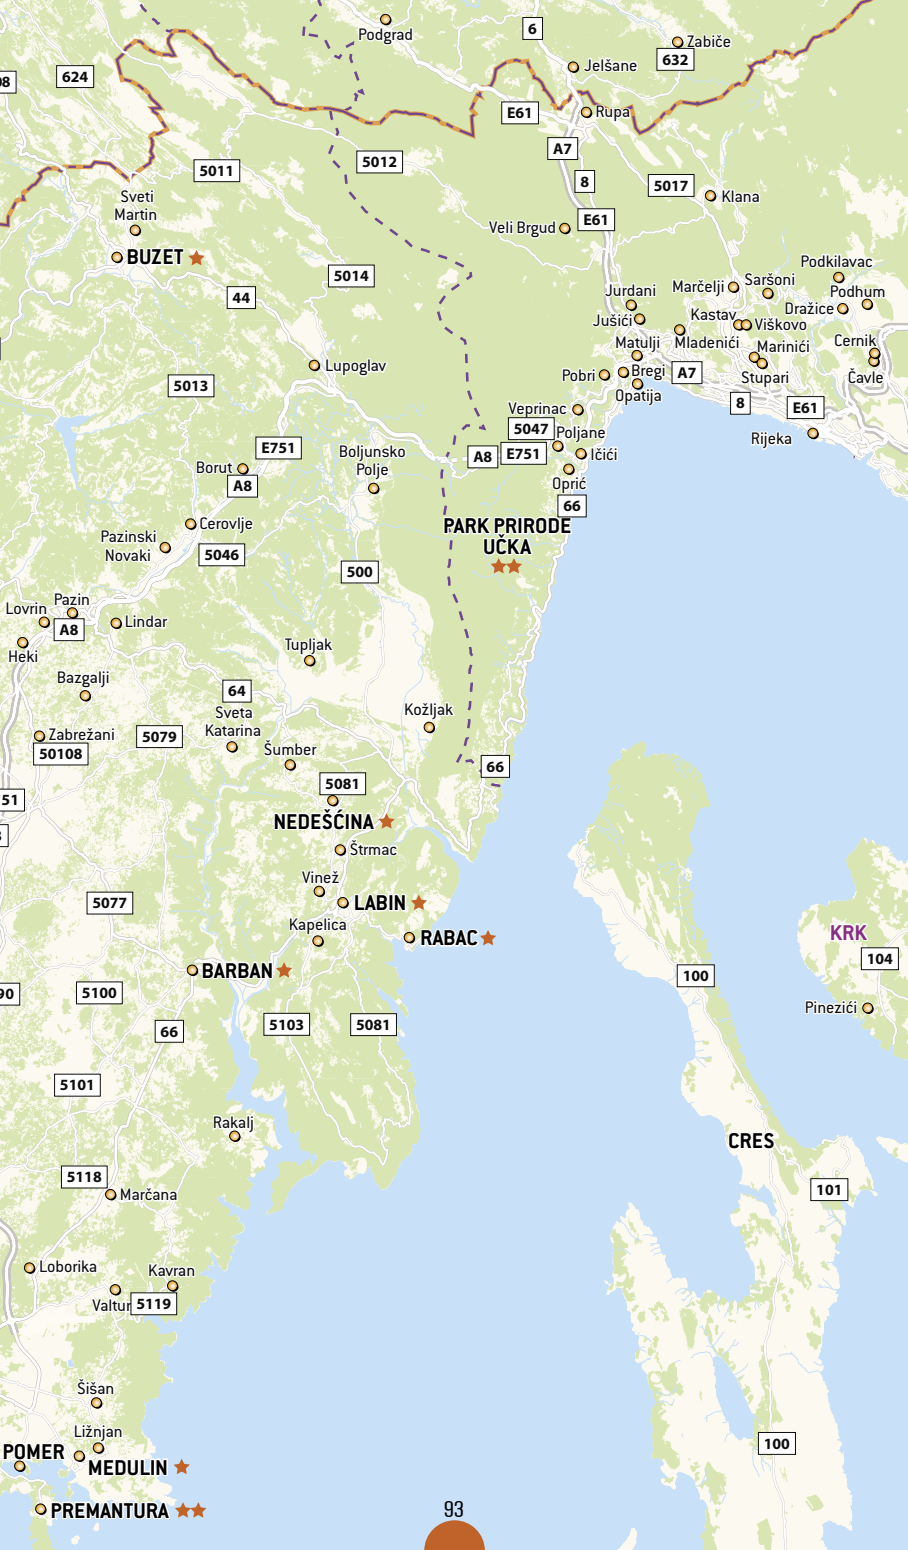 Podgrad
6
Zabiče
632
624
Jelšane
E61
Rupa
A7
5012
5011
8
5017
Klana
Sveti
Martin
E61
Veli Brgud
BUZET
Podkilavac
5014
Marčelji
Saršoni
Jurdani
Podhum
44
Dražice
Jušići
Kastav
Viškovo
Matulji
Mladenići
Marinići
Cernik
Lupoglav
Pobri
Bregi
A7
Stupari
Čavle
5013
Opatija
8
E61
Veprinac
5047
Poljane
Rijeka
E751
Boljunsko
Polje
A8
E751
Ičići
Borut
A8
Oprić
66
Cerovlje
PARK PRIRODE
UČKA
Pazinski
Novaki
5046
500
Lovrin
Pazin
A8
Lindar
Heki
Tupljak
Bazgalji
64
Sveta
Katarina
Kožljak
Zabrežani
50108
5079
Šumber
66
5081
51
NEDEŠĆINA
Štrmac
Vinež
5077
LABIN
Kapelica
RABAC
KRK
104
BARBAN
100
90
5100
Pinezići
66
5103
5081
5101
Rakalj
CRES
5118
Marčana
101
Loborika
Kavran
Valtur
5119
Šišan
Ližnjan
POMER
MEDULIN
100
PREMANTURA
93